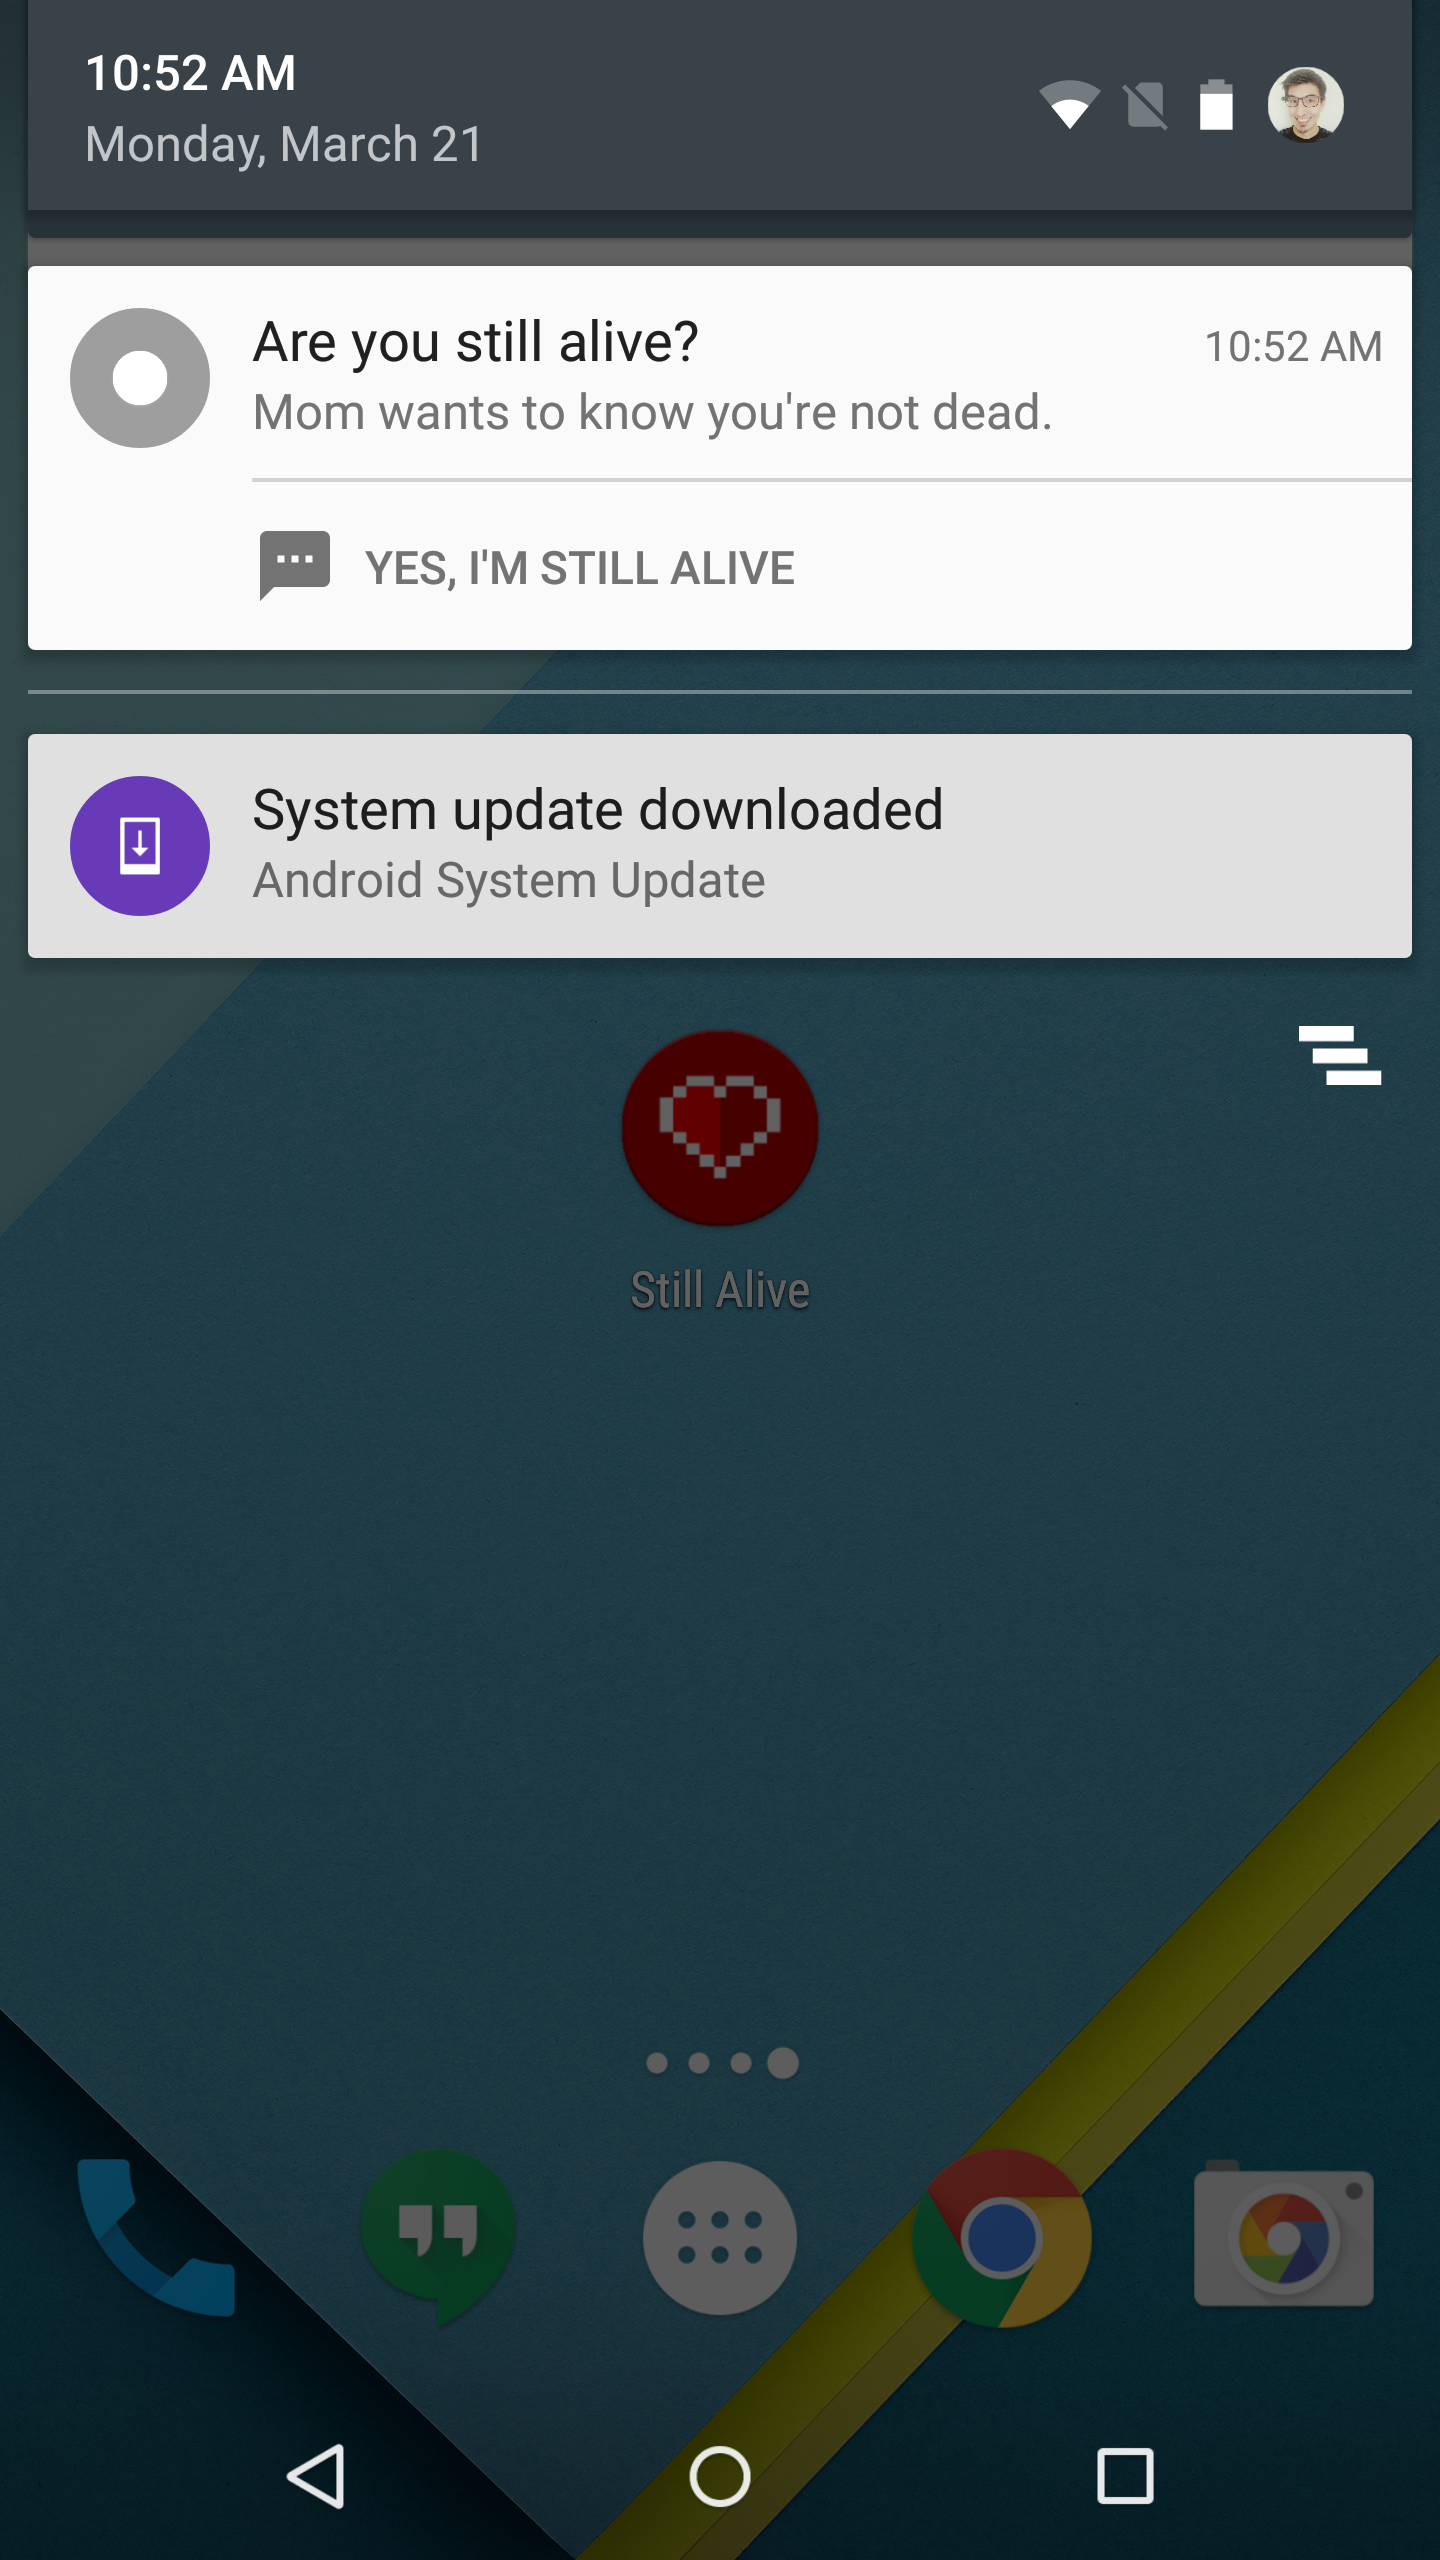 10:52 AM
Monday, March 21
Are you still alive?
10:52 AM
Mom wants to know you're not dead.
YES, I'M STILL ALIVE
System update downloaded
Android System Update
Still Alive